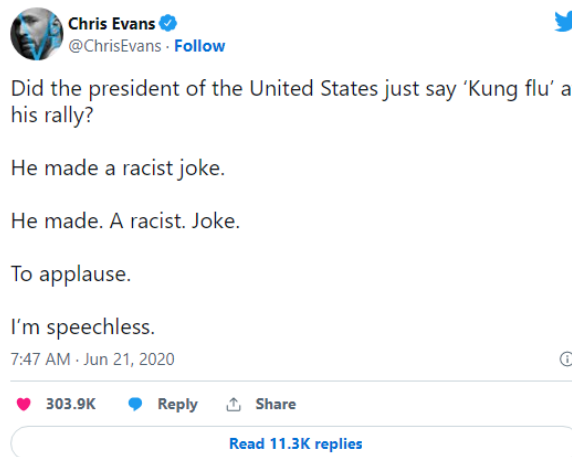 Chris Evans
@ChrisEvans · Follow
Did the president of the United States just say ‘Kung flu’ a
his rally?
He made a racist joke.
He made. A racist. Joke.
To applause.
I’m speechless.
7:47 AM · Jun 21, 2020
303.9K Reply Share
Read 11.3K replies